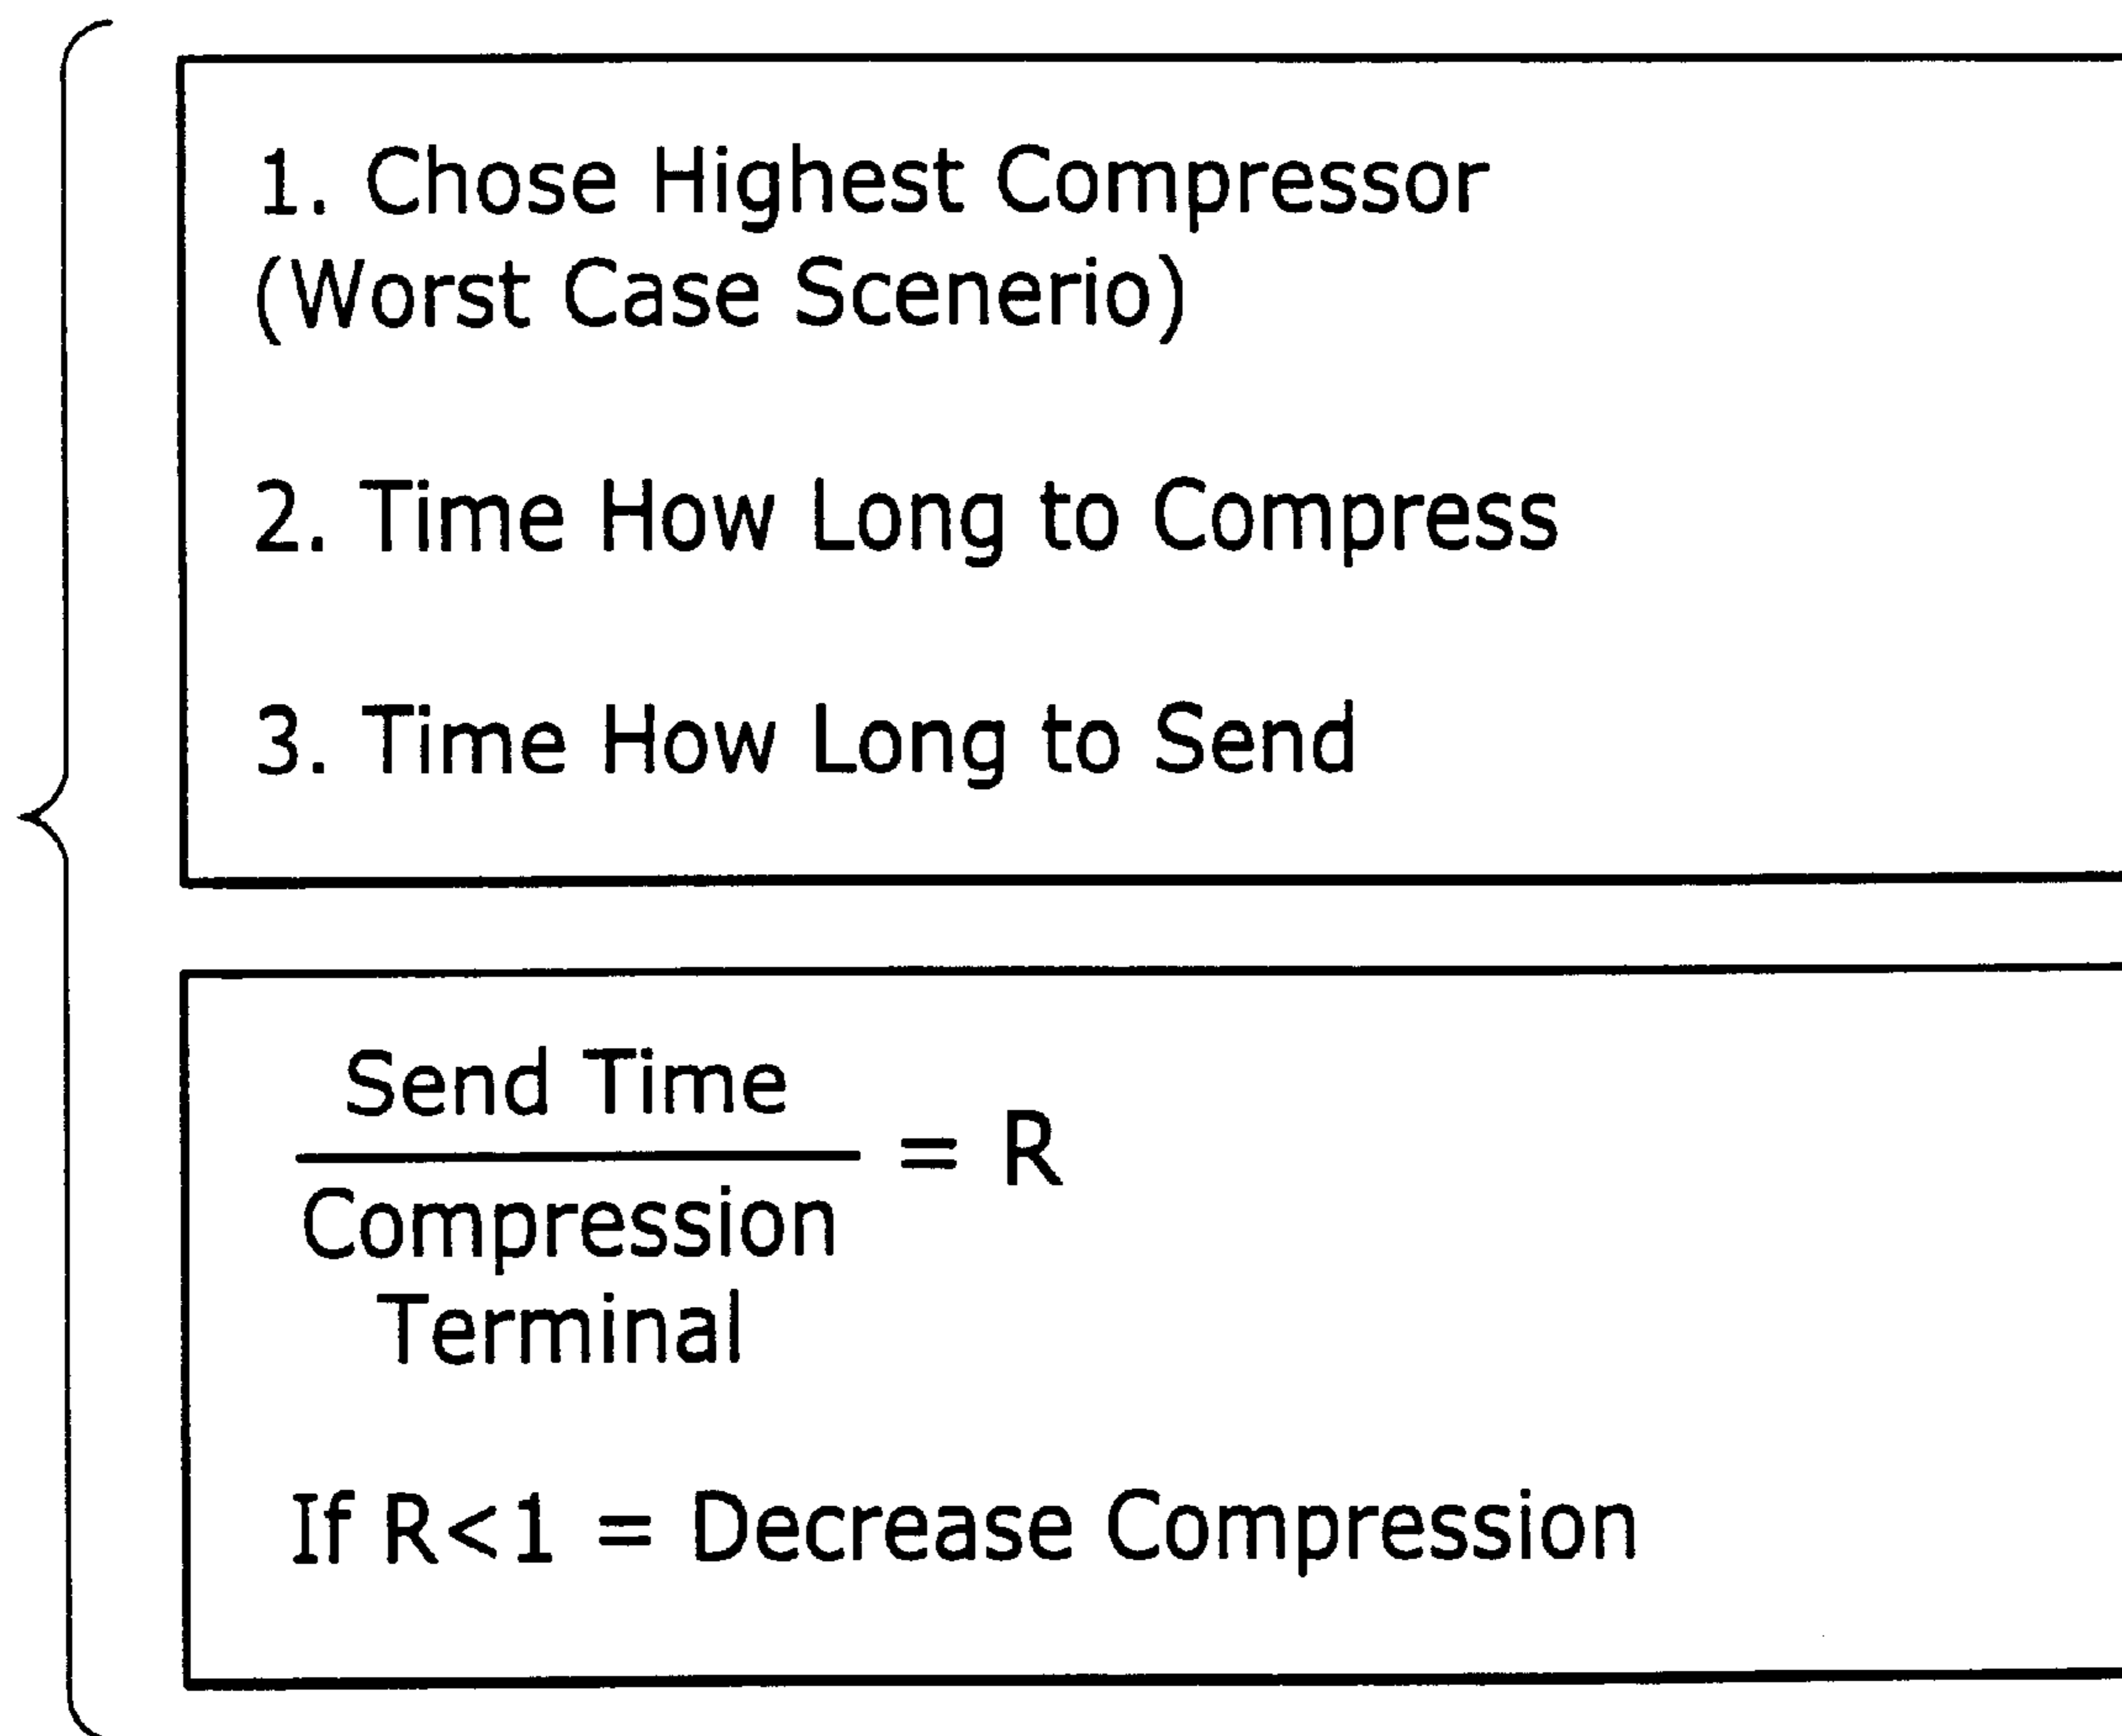 1. Chose Highest Compressor
(Worst Case Scenerio)
2. Time How Long to Compress
3. Time How Long to Send
Send Time
= R
Compression
Terminal
If R<1 = Decrease Compression